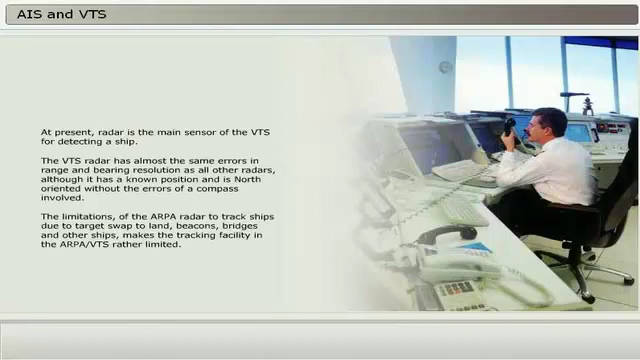 AIS and VTS
At present, radar is the main sensor of the VTS
for detecting a ship.
The VTS radar has almost the same errors in
range and bearing resolution as all other radars,
although it has a known position and is North
oriented without the errors of a compass
involved.
The limitations, of the ARPA radar to track ships
due to target swap to land, beacons, bridges
and other ships, makes the tracking facility in
the ARPA/VTS rather limited.